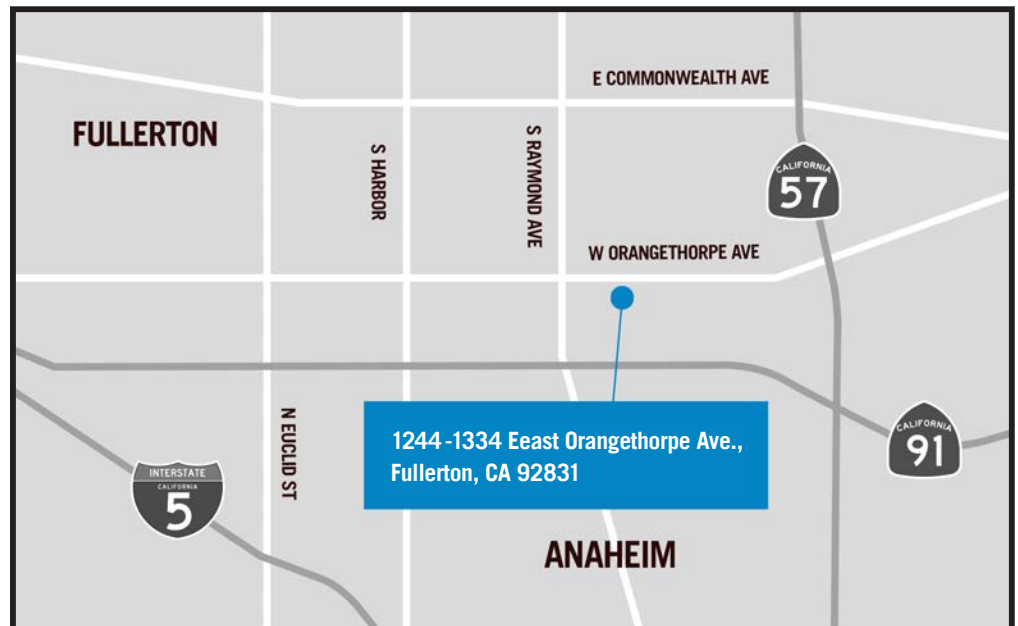 E COMMONWEALTH AVE
FULLERTON
S HARBOR
S RAYMOND AVE
CALIFORNIA
57
W ORANGETHORPE AVE
N EUCLID ST
1244 -1334 Eeast Orangethorpe Ave.,
Fullerton, CA 92831
CALIFORNIA
91
INTERSTATE
CALIFORNIA
5
ANAHEIM